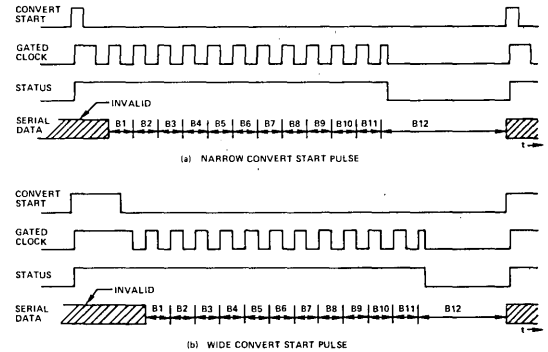 CONVERT
START
GATED
CLOCK
STATUS
INVALID
SERIAL
DATA
B1 B2 B3 B4 B5 B6 B7 B8 B9 B10 B11 B12
t
(a) NARROW CONVERT START PULSE
CONVERT
START
GATED
CLOCK
STATUS
INVALID
SERIAL
DATA
B1 B2 B3 B4 B5 B6 B7 B8 B9 B10 B11 B12
t
(b) WIDE CONVERT START PULSE